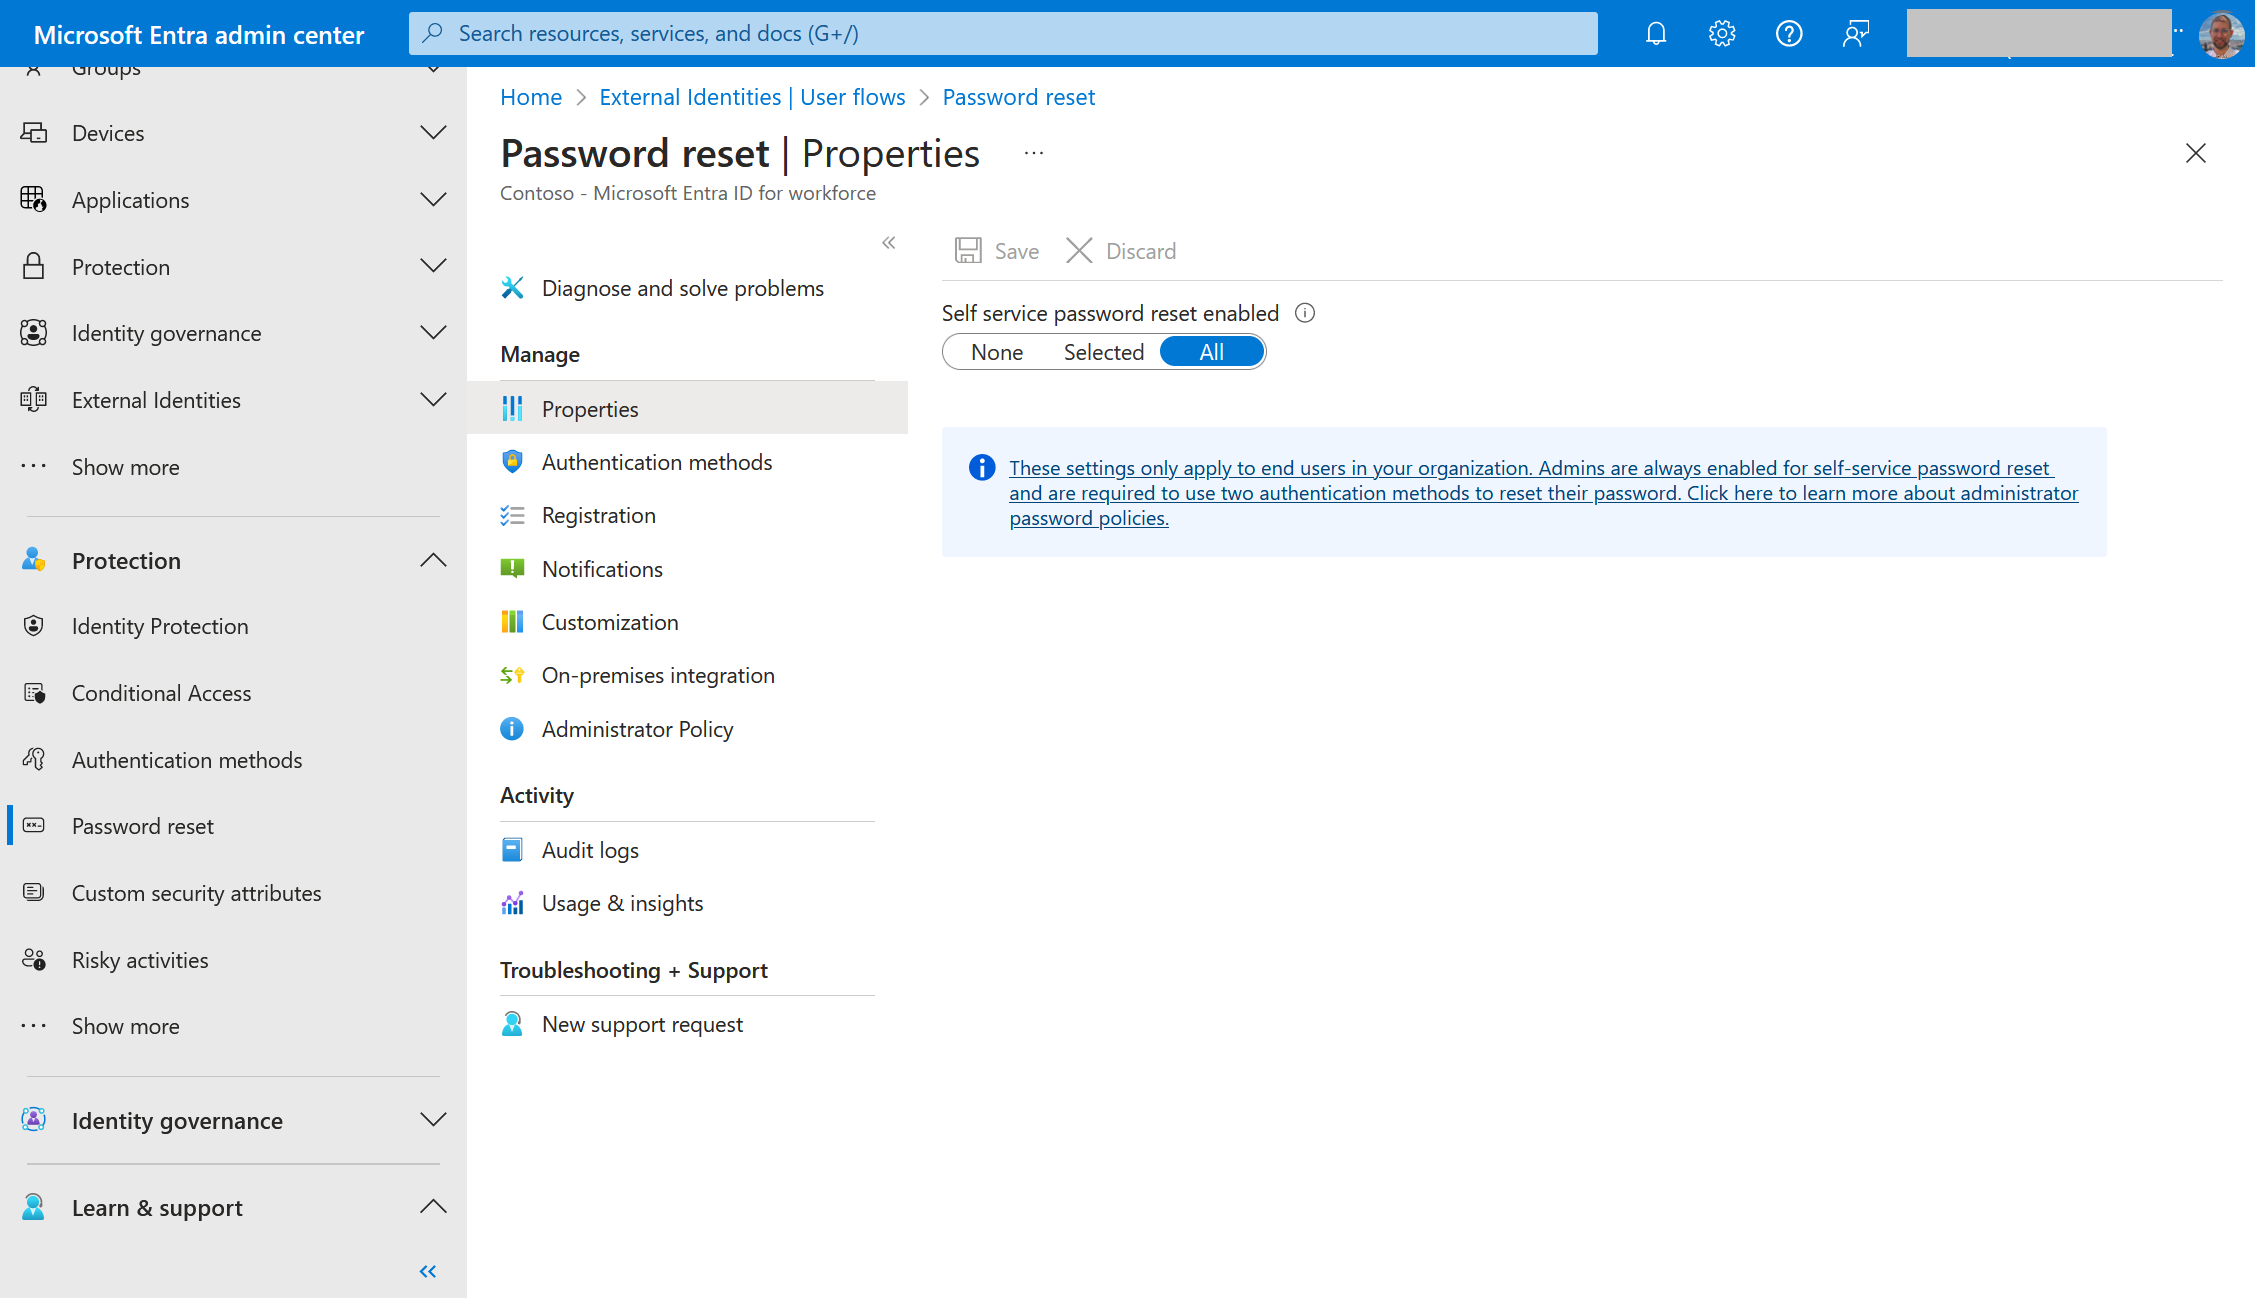 Microsoft Entra admin center
Search resources, services, and docs (G+/)
Groups
Devices
Applications
Protection
Identity governance
External Identities
Show more
Protection
Identity Protection
Conditional Access
Authentication methods
Password reset
Custom security attributes
Risky activities
Show more
Identity governance
Learn & support
Home > External Identities | User flows > Password reset
Password reset | Properties
Contoso - Microsoft Entra ID for workforce
Diagnose and solve problems
Manage
Properties
Authentication methods
Registration
Notifications
Customization
On-premises integration
Administrator Policy
Activity
Audit logs
Usage & insights
Troubleshooting + Support
New support request
Save
Discard
Self service password reset enabled
None Selected All
These settings only apply to end users in your organization. Admins are always enabled for self-service password reset
and are required to use two authentication methods to reset their password. Click here to learn more about administrator
password policies.